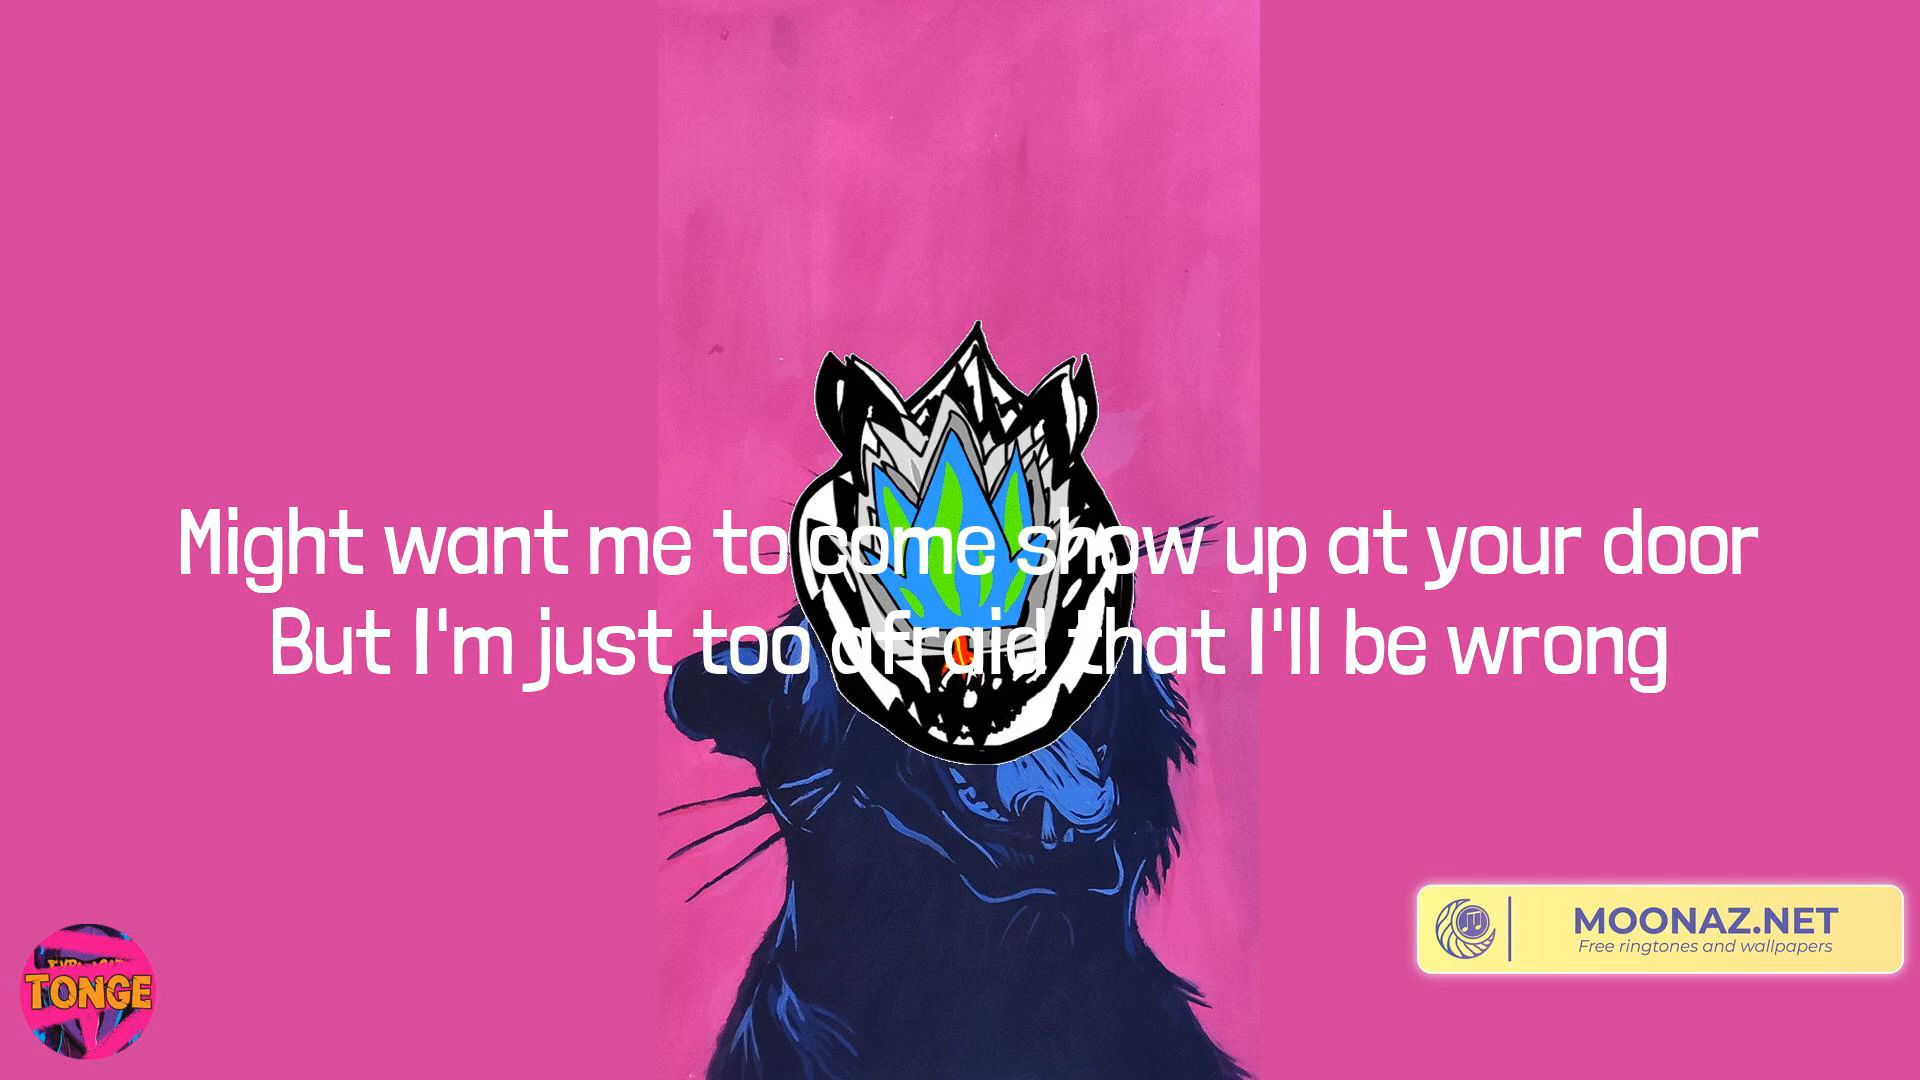 Might want me to come show up at your door
But I'm just too afraid that I'll be wrong
MOONAZ.NET
Free ringtones and wallpapers
TONGE